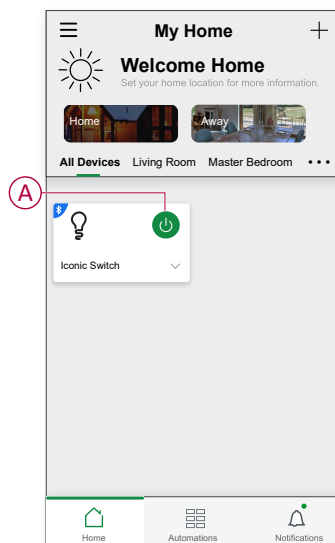 My Home
Welcome Home
Set your home location for more information.
Home
Away
All Devices Living Room Master Bedroom
A
Iconic Switch
Home
Automations
Notifications